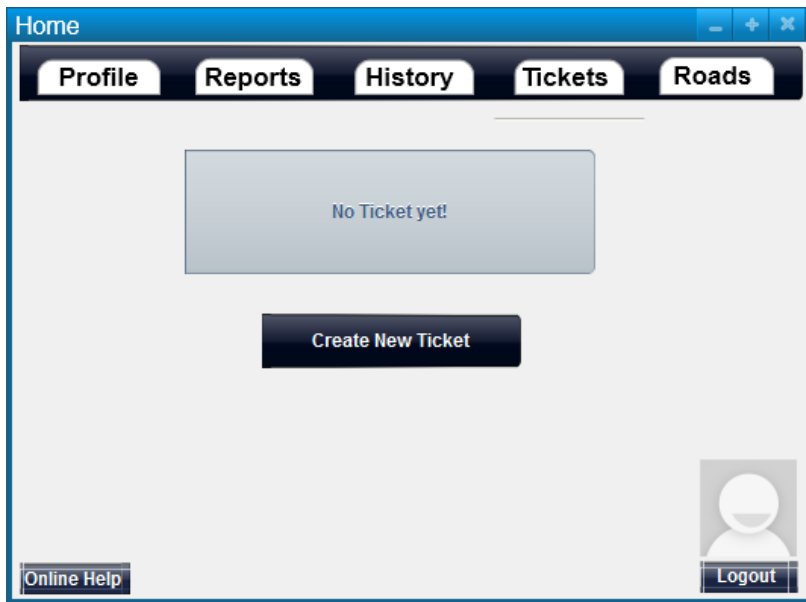 Home
Profile Reports History Tickets Roads
No Ticket yet!
Create New Ticket
Online Help Logout